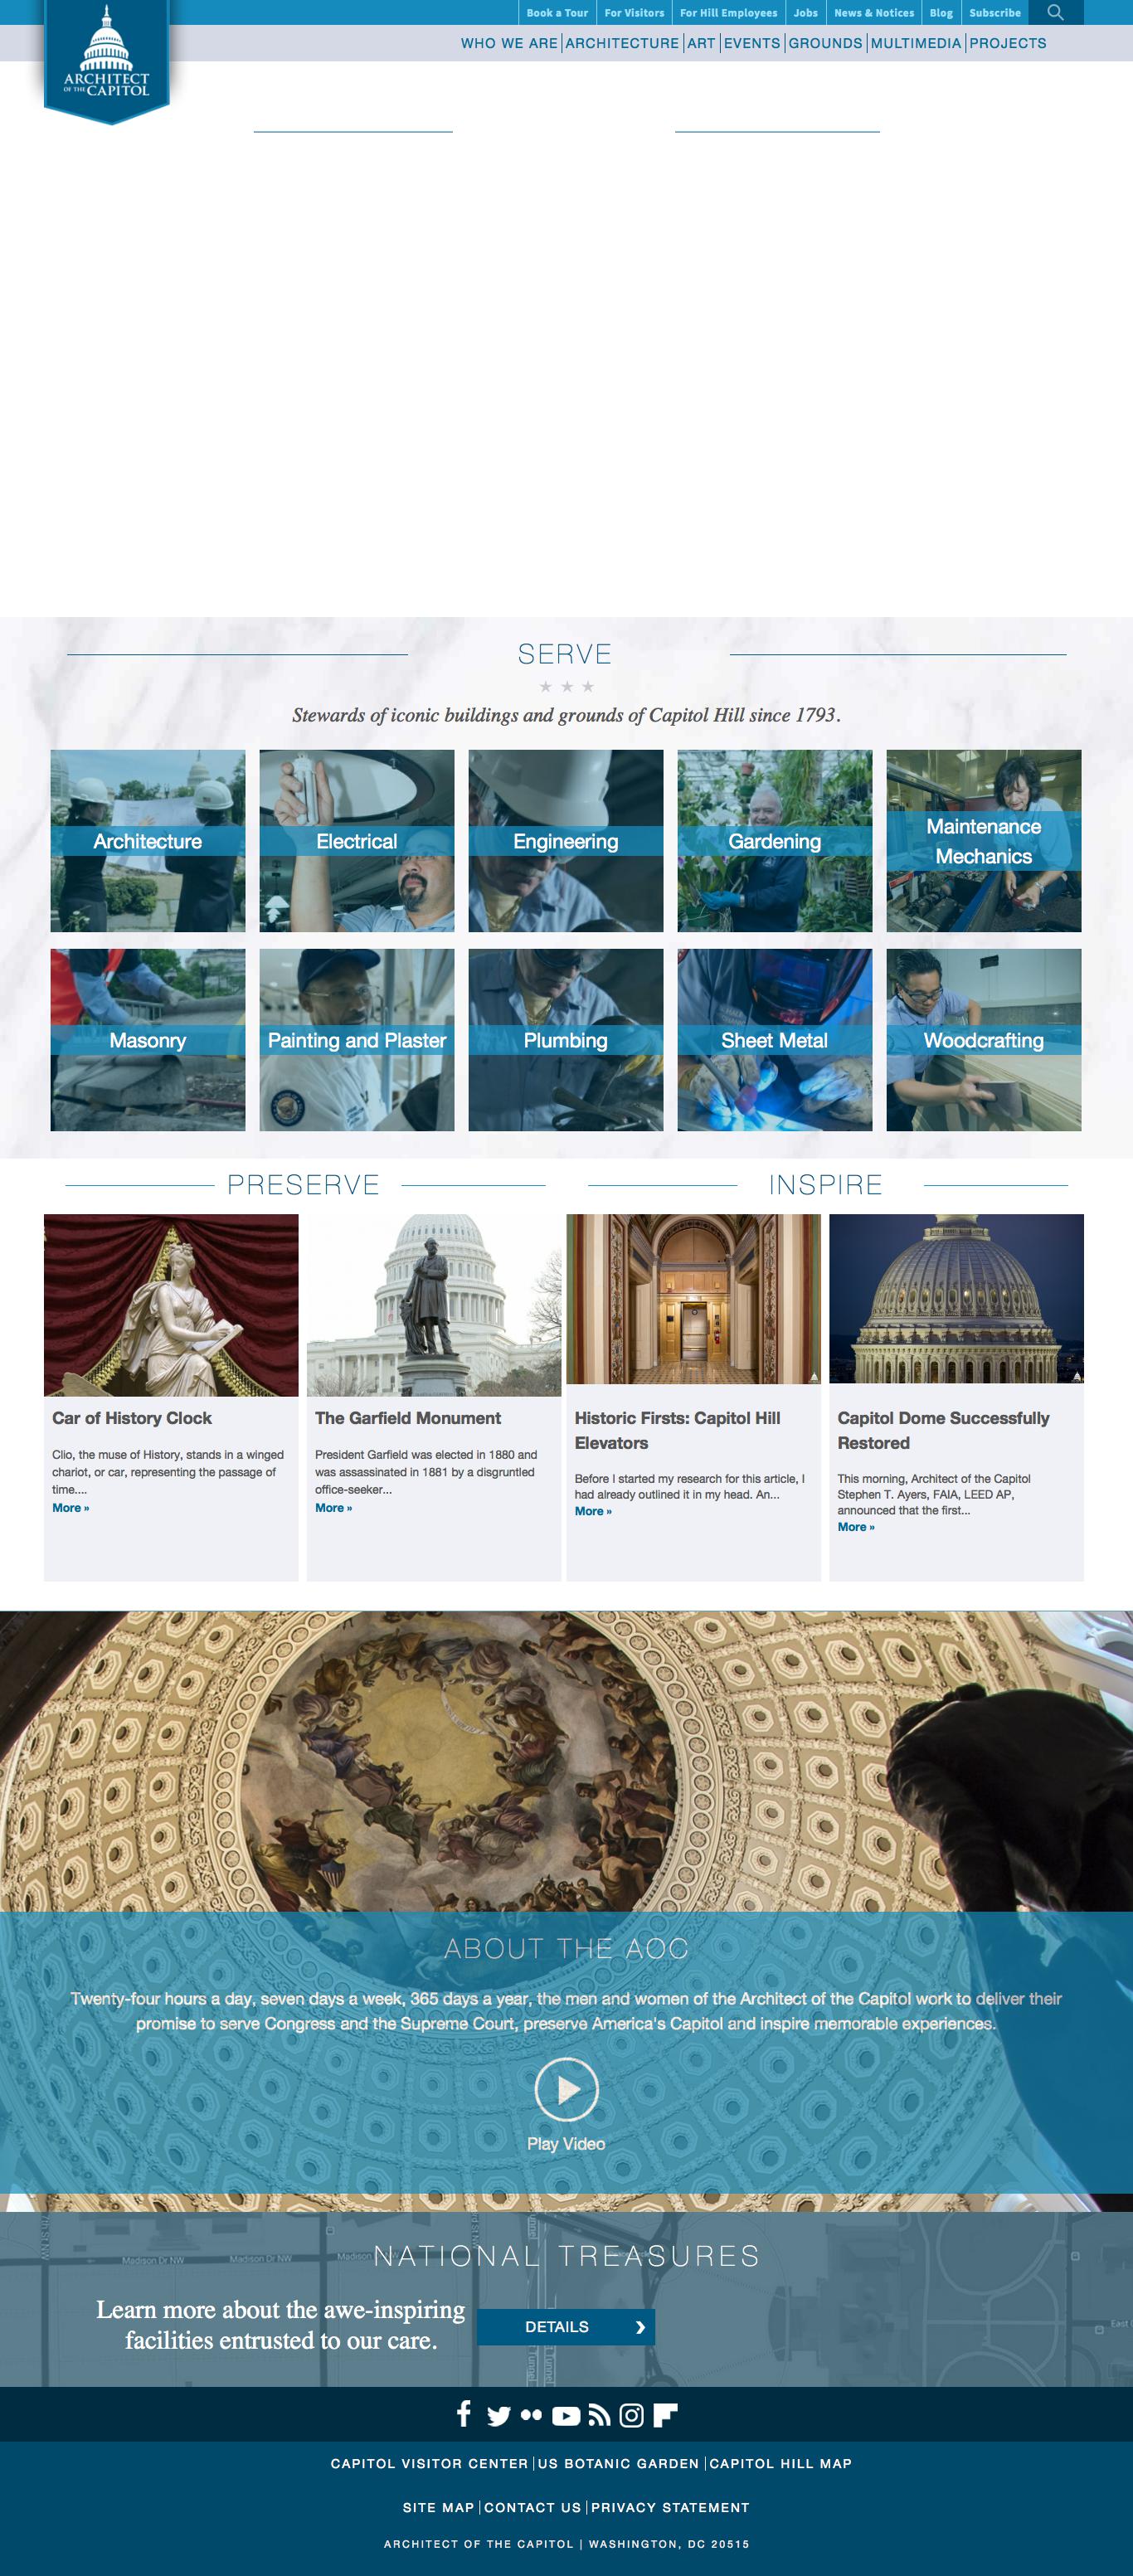 Book a Tour
For Visitors
For Hill Employees
Jobs
News & Notices
Blog
Subscribe
ARCHITECT
OF THE CAPITOL
WHO WE ARE
ARCHITECTURE
ART
EVENTS
GROUNDS
MULTIMEDIA
PROJECTS
SERVE
Stewards of iconic buildings and grounds of Capitol Hill since 1793.
Architecture
Electrical
Engineering
Gardening
Maintenance
Mechanics
Masonry
Painting and Plaster
Plumbing
Sheet Metal
Woodcrafting
PRESERVE
INSPIRE
Car of History Clock
Clio, the muse of History, stands in a winged
chariot, or car, representing the passage of
time....
More »
The Garfield Monument
President Garfield was elected in 1880 and
was assassinated in 1881 by a disgruntled
office-seeker...
More »
Historic Firsts: Capitol Hill
Elevators
Before I started my research for this article, I
had already outlined it in my head. An...
More »
Capitol Dome Successfully
Restored
This morning, Architect of the Capitol
Stephen T. Ayers, FAIA, LEED AP,
announced that the first...
More »
ABOUT THE AOC
Twenty-four hours a day, seven days a week, 365 days a year, the men and women of the Architect of the Capitol work to deliver their
promise to serve Congress and the Supreme Court, preserve America's Capitol and inspire memorable experiences.
Play Video
Madison Dr NW
Madison Dr NW
Madison
NATIONAL TREASURES
Learn more about the awe-inspiring
facilities entrusted to our care.
DETAILS
Tunnel
East
CAPITOL VISITOR CENTER
US BOTANIC GARDEN
CAPITOL HILL MAP
SITE MAP
CONTACT US
PRIVACY STATEMENT
ARCHITECT OF THE CAPITOL | WASHINGTON, DC 20515